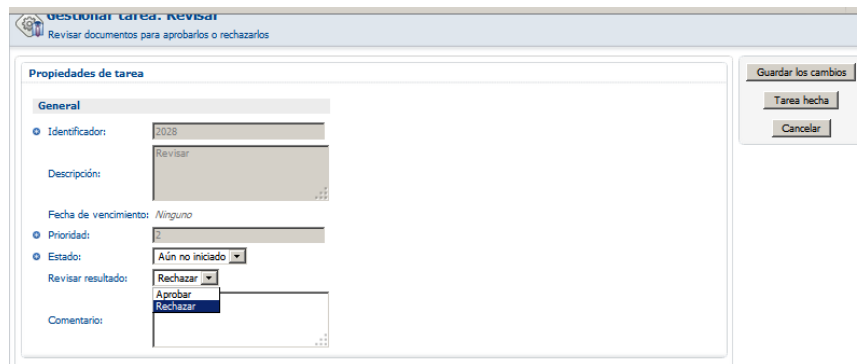 Gestionar tarea: Revisar
Revisar documentos para aprobarlos o rechazarlos
Propiedades de tarea
General
Identificador: 2028
Descripción: Revisar
Fecha de vencimiento: Ninguno
Prioridad: 2
Estado: Aún no iniciado
Revisar resultado: Rechazar
Aprobar
Rechazar
Comentario:
Guardar los cambios
Tarea hecha
Cancelar